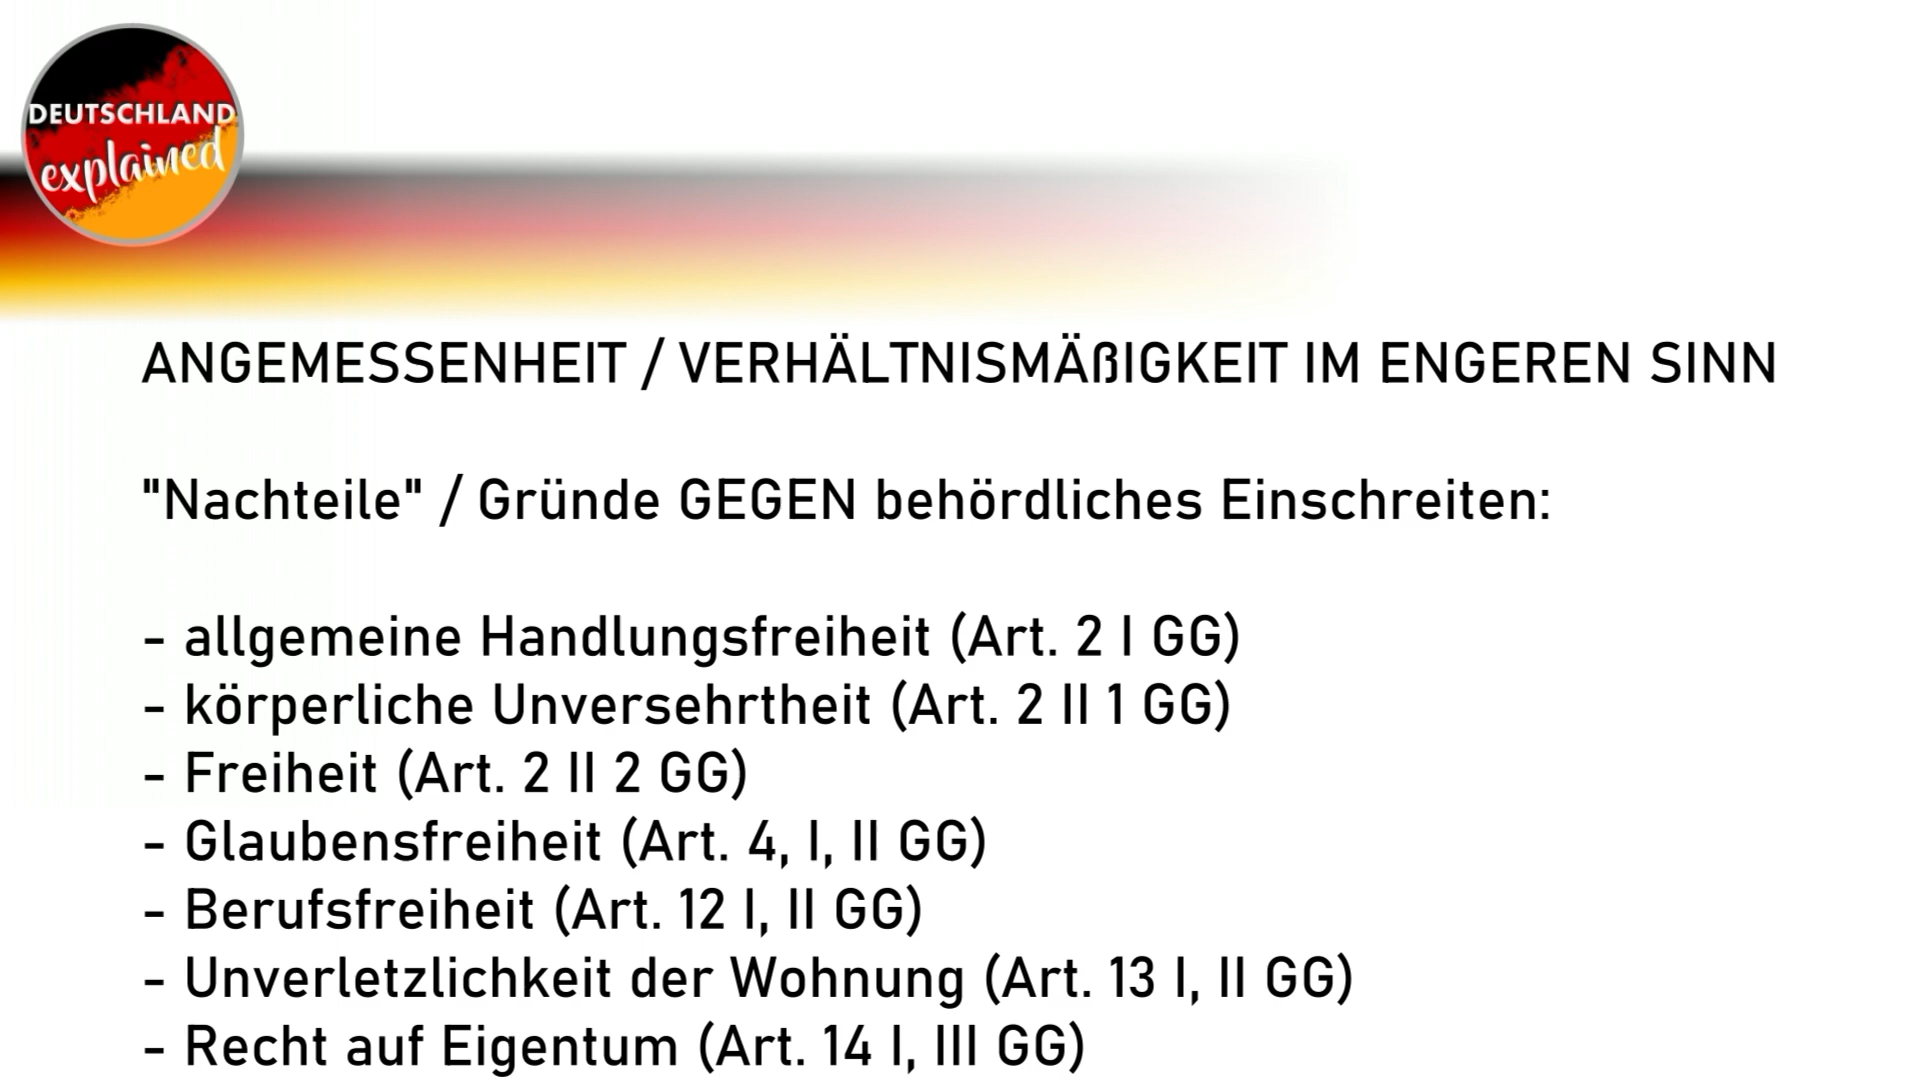 DEUTSCHLAND
explained
ANGEMESSENHEIT / VERHÄLTNISMÄßIGKEIT IM ENGEREN SINN
"Nachteile" / Gründe GEGEN behördliches Einschreiten:
- allgemeine Handlungsfreiheit (Art. 2 I GG)
- körperliche Unversehrtheit (Art. 2 II 1 GG)
- Freiheit (Art. 2 II 2 GG)
- Glaubensfreiheit (Art. 4, I, II GG)
- Berufsfreiheit (Art. 12 I, II GG)
- Unverletzlichkeit der Wohnung (Art. 13 I, II GG)
- Recht auf Eigentum (Art. 14 I, III GG)